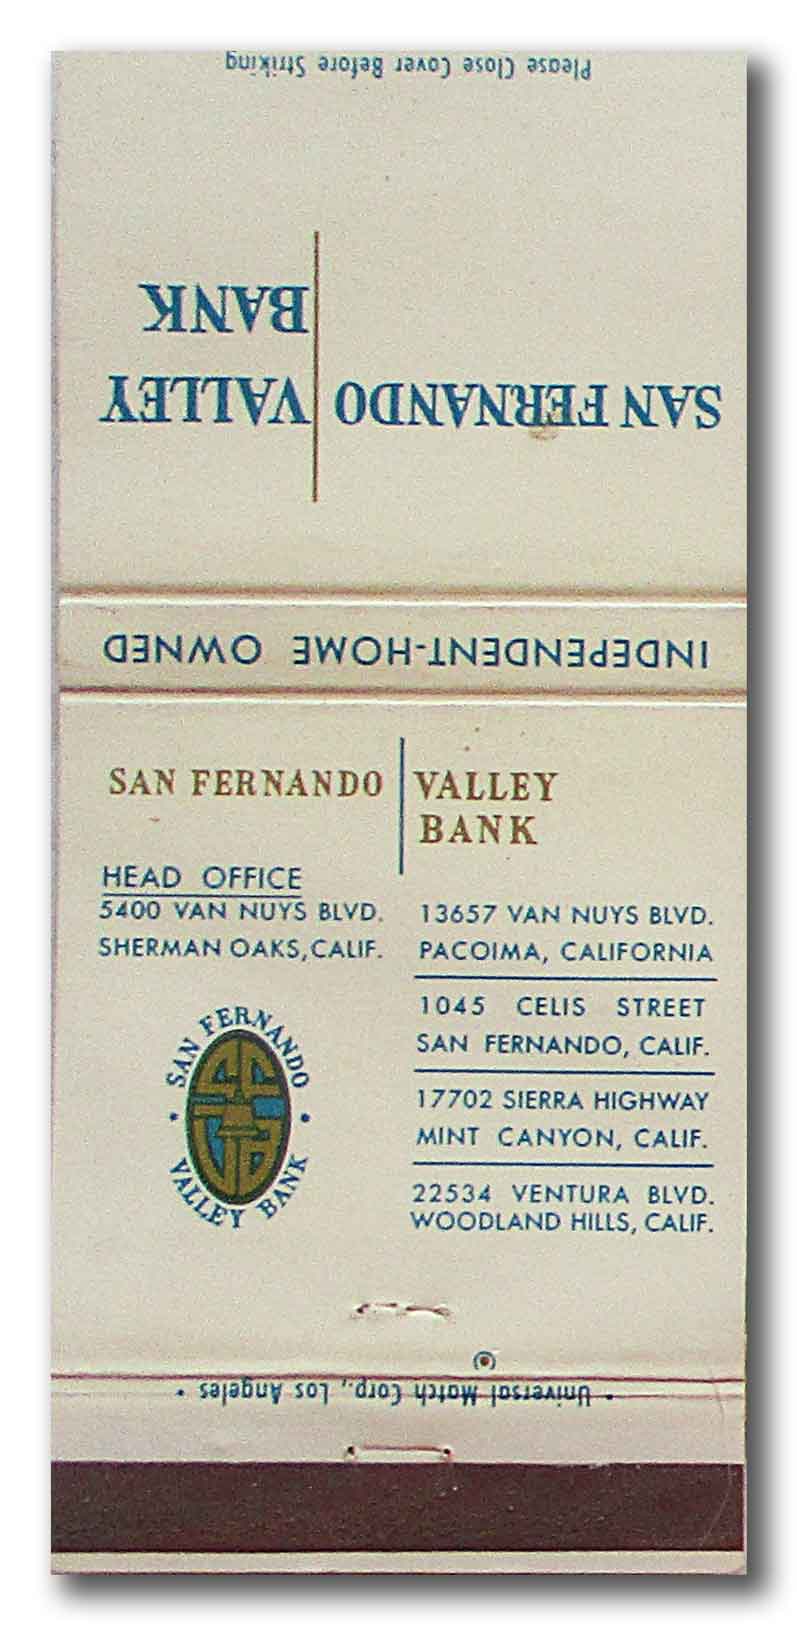 Please Close Cover Before Striking
SAN FERNANDO VALLEY
BANK
INDEPENDENT-HOME OWNED
SAN FERNANDO VALLEY
BANK
HEAD OFFICE
5400 VAN NUYS BLVD.
SHERMAN OAKS, CALIF.
13657 VAN NUYS BLVD.
PACOIMA, CALIFORNIA
1045 CELIS STREET
SAN FERNANDO, CALIF.
17702 SIERRA HIGHWAY
MINT CANYON, CALIF.
22534 VENTURA BLVD.
WOODLAND HILLS, CALIF.
SAN FERNANDO
• VALLEY BANK •
• Universal Match Corp., Los Angeles •